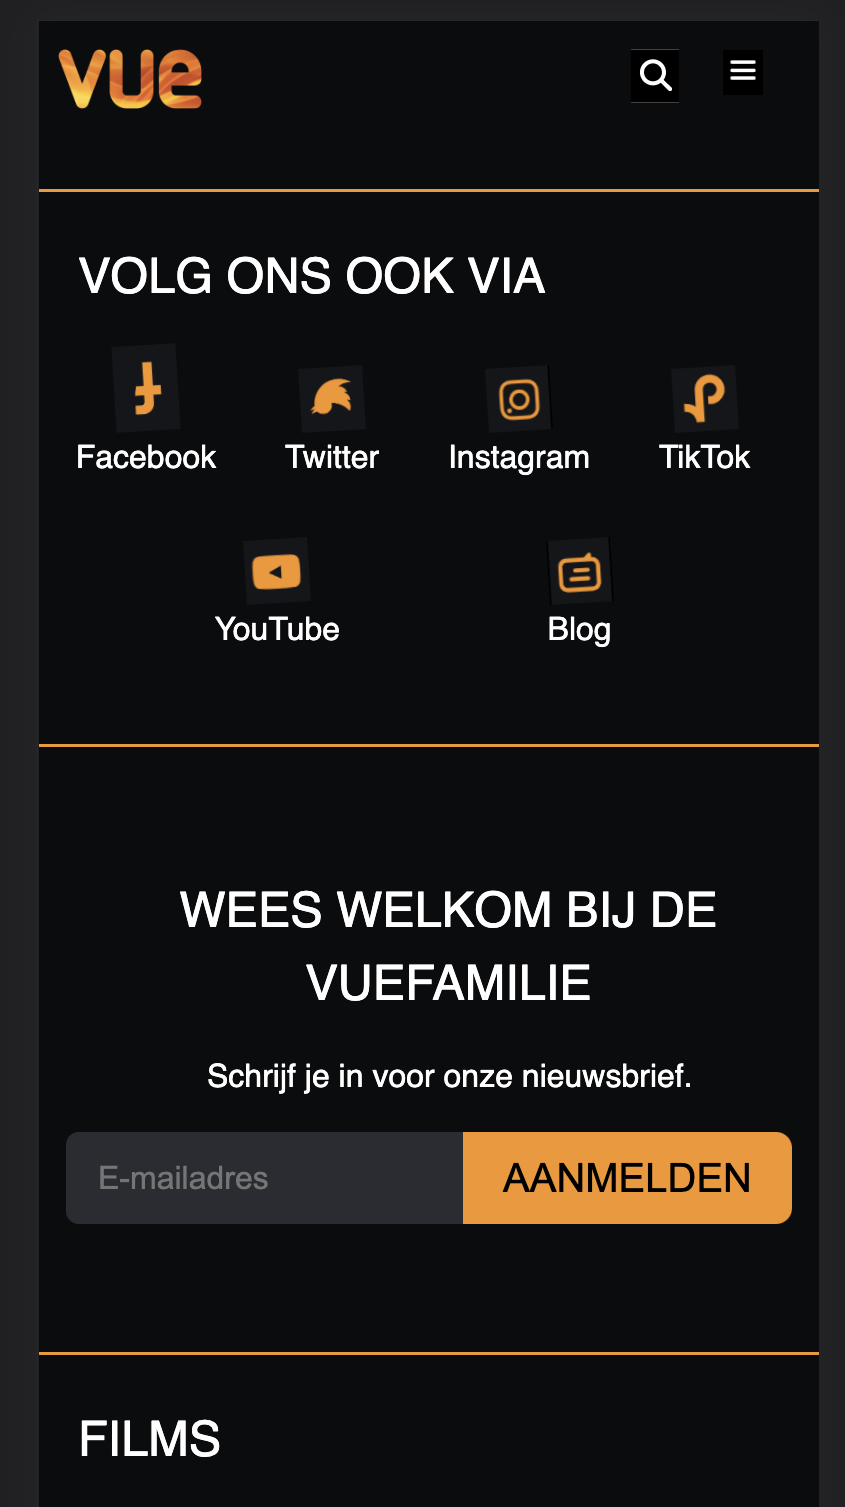 vue
VOLG ONS OOK VIA
Facebook Twitter Instagram TikTok
YouTube Blog
WEES WELKOM BIJ DE
VUEFAMILIE
Schrijf je in voor onze nieuwsbrief.
E-mailadres AANMELDEN
FILMS